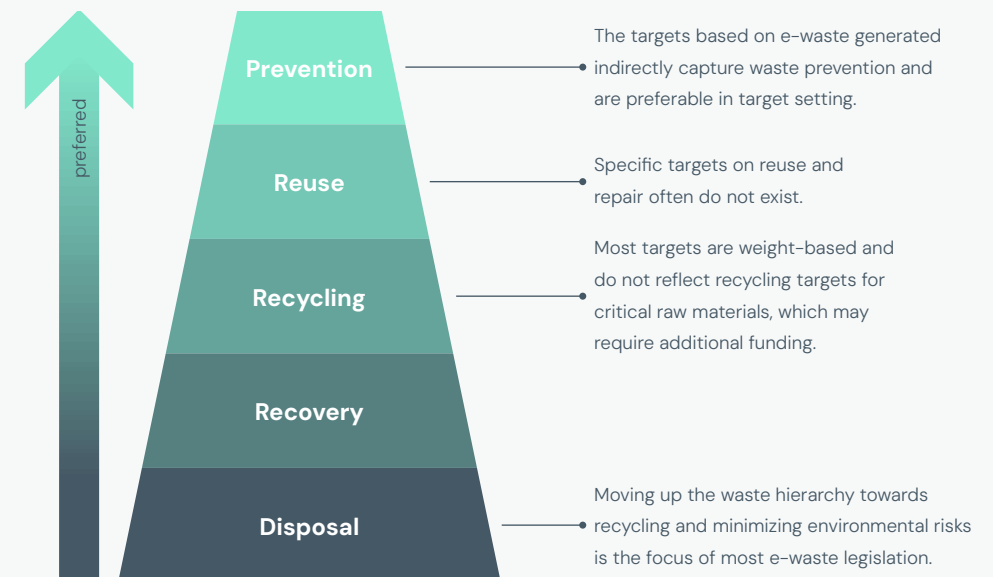 preferred
Prevention
The targets based on e-waste generated
indirectly capture waste prevention and
are preferable in target setting.
Reuse
Specific targets on reuse and
repair often do not exist.
Recycling
Most targets are weight-based and
do not reflect recycling targets for
critical raw materials, which may
require additional funding.
Recovery
Disposal
Moving up the waste hierarchy towards
recycling and minimizing environmental risks
is the focus of most e-waste legislation.